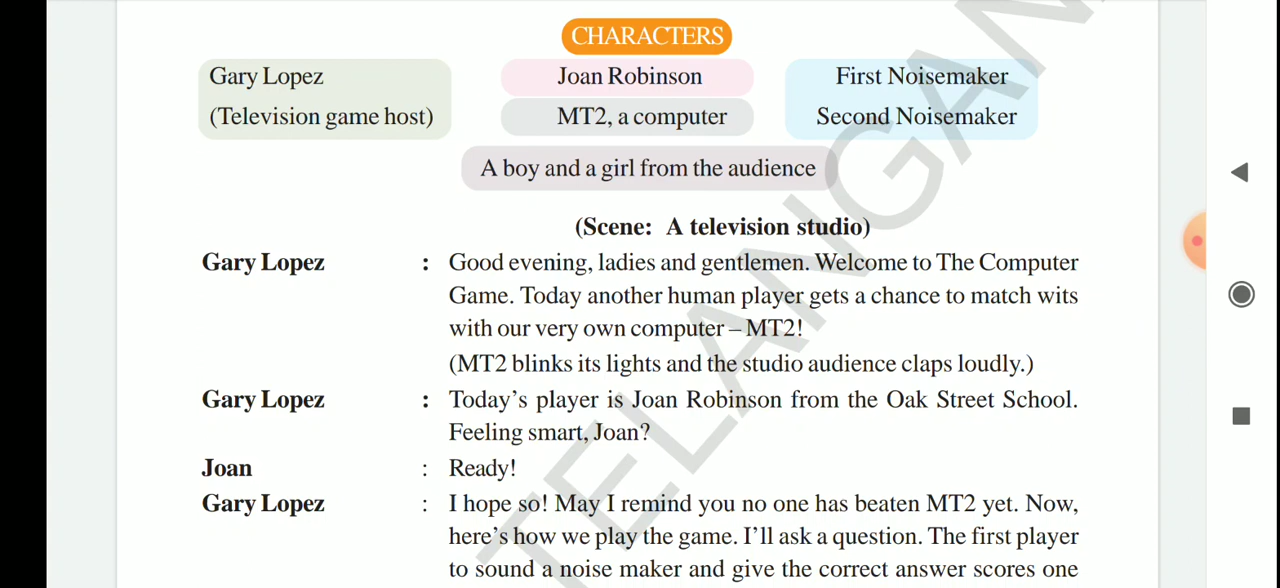 CHARACTERS
Gary Lopez
(Television game host)
Joan Robinson
MT2, a computer
First Noisemaker
Second Noisemaker
A boy and a girl from the audience
(Scene: A television studio)
Gary Lopez : Good evening, ladies and gentlemen. Welcome to The Computer
Game. Today another human player gets a chance to match wits
with our very own computer – MT2!
(MT2 blinks its lights and the studio audience claps loudly.)
Gary Lopez : Today's player is Joan Robinson from the Oak Street School.
Feeling smart, Joan?
Joan : Ready!
Gary Lopez : I hope so! May I remind you no one has beaten MT2 yet. Now,
here's how we play the game. I'll ask a question. The first player
to sound a noise maker and give the correct answer scores one
TELANGAN